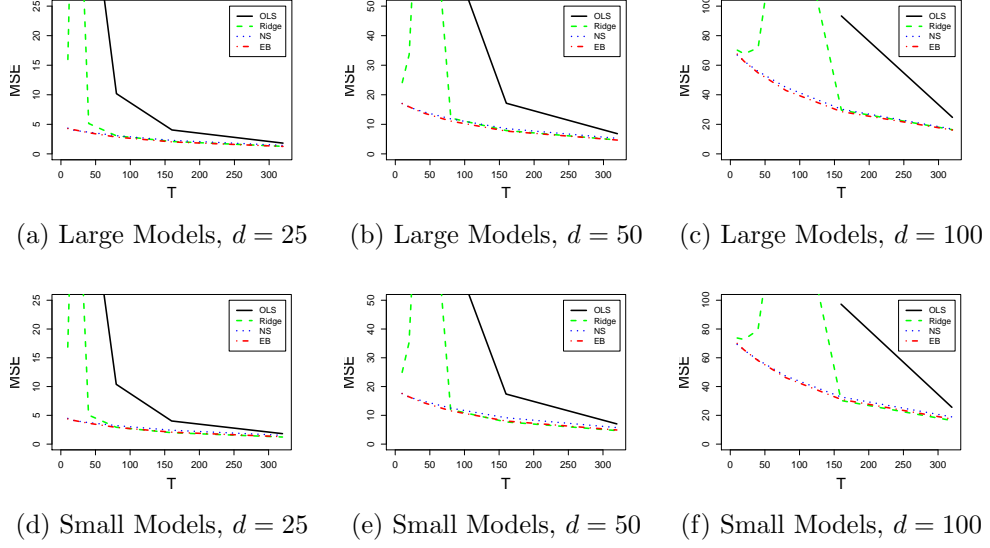 25
20
15
10
5
0
MSE
0 50 100 150 200 250 300
T
OLS
Ridge
NS
EB
(a) Large Models, d = 25
50
40
30
20
10
0
MSE
0 50 100 150 200 250 300
T
OLS
Ridge
NS
EB
(b) Large Models, d = 50
100
80
60
40
20
0
MSE
0 50 100 150 200 250 300
T
OLS
Ridge
NS
EB
(c) Large Models, d = 100
25
20
15
10
5
0
MSE
0 50 100 150 200 250 300
T
OLS
Ridge
NS
EB
(d) Small Models, d = 25
50
40
30
20
10
0
MSE
0 50 100 150 200 250 300
T
OLS
Ridge
NS
EB
(e) Small Models, d = 50
100
80
60
40
20
0
MSE
0 50 100 150 200 250 300
T
OLS
Ridge
NS
EB
(f) Small Models, d = 100